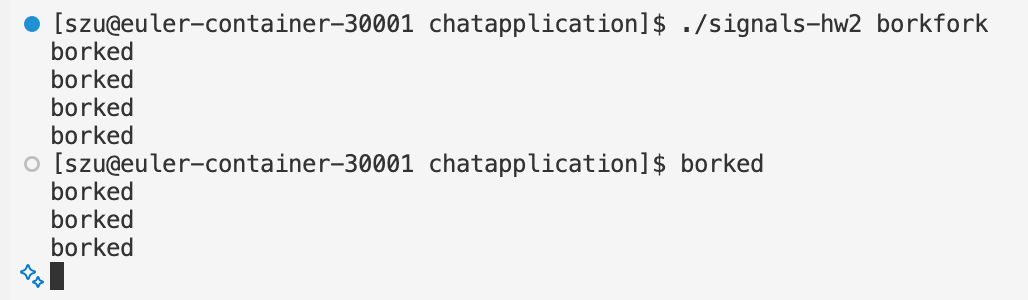 [szu@euler-container-30001 chatapplication]$ ./signals-hw2 borkfork
borked
borked
borked
borked
[szu@euler-container-30001 chatapplication]$ borked
borked
borked
borked